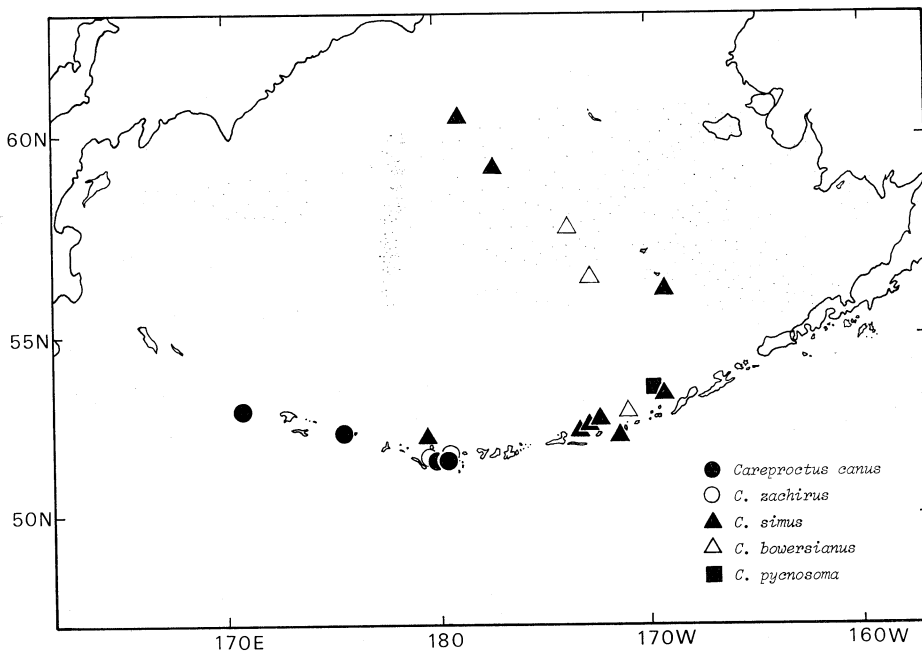 60N
55N
50N
Careproctus canus
C. zachirus
C. simus
C. bowersianus
C. pycnosoma
170E
180
170W
160W